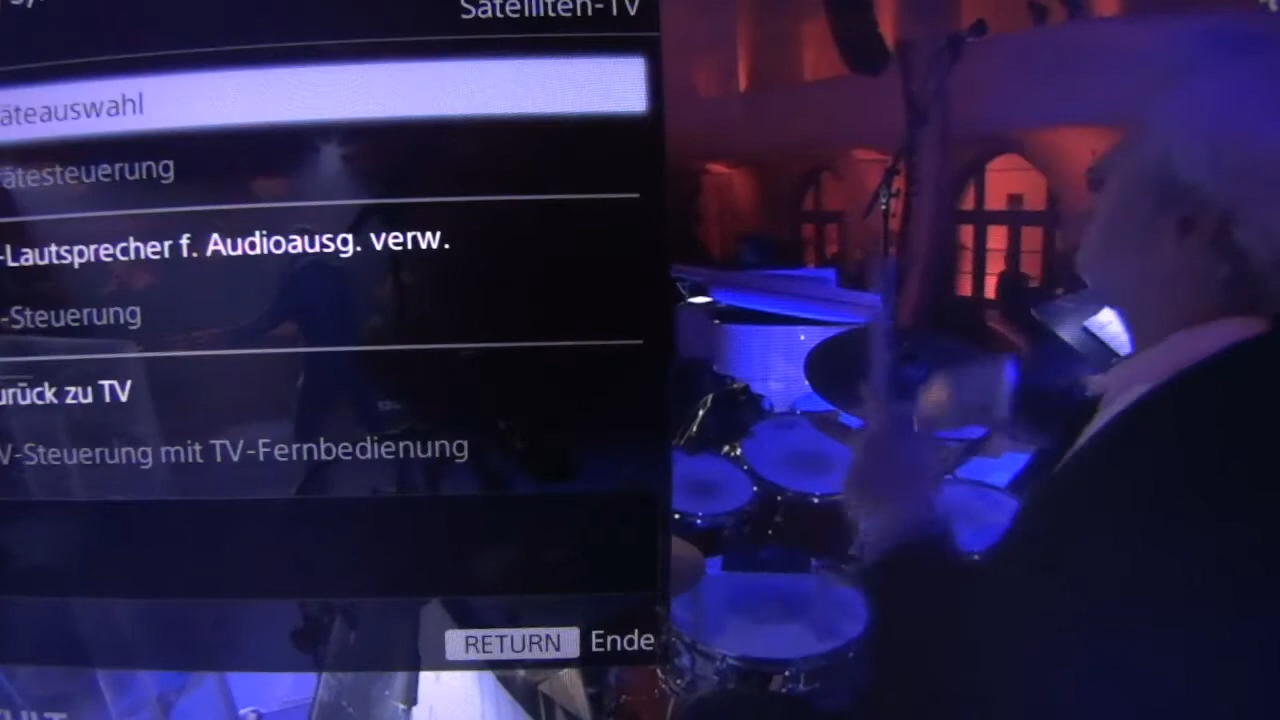 Satelliten-TV
äteauswahl
ätesteuerung
-Lautsprecher f. Audioausg. verw.
-Steuerung
urück zu TV
V-Steuerung mit TV-Fernbedienung
RETURN Ende